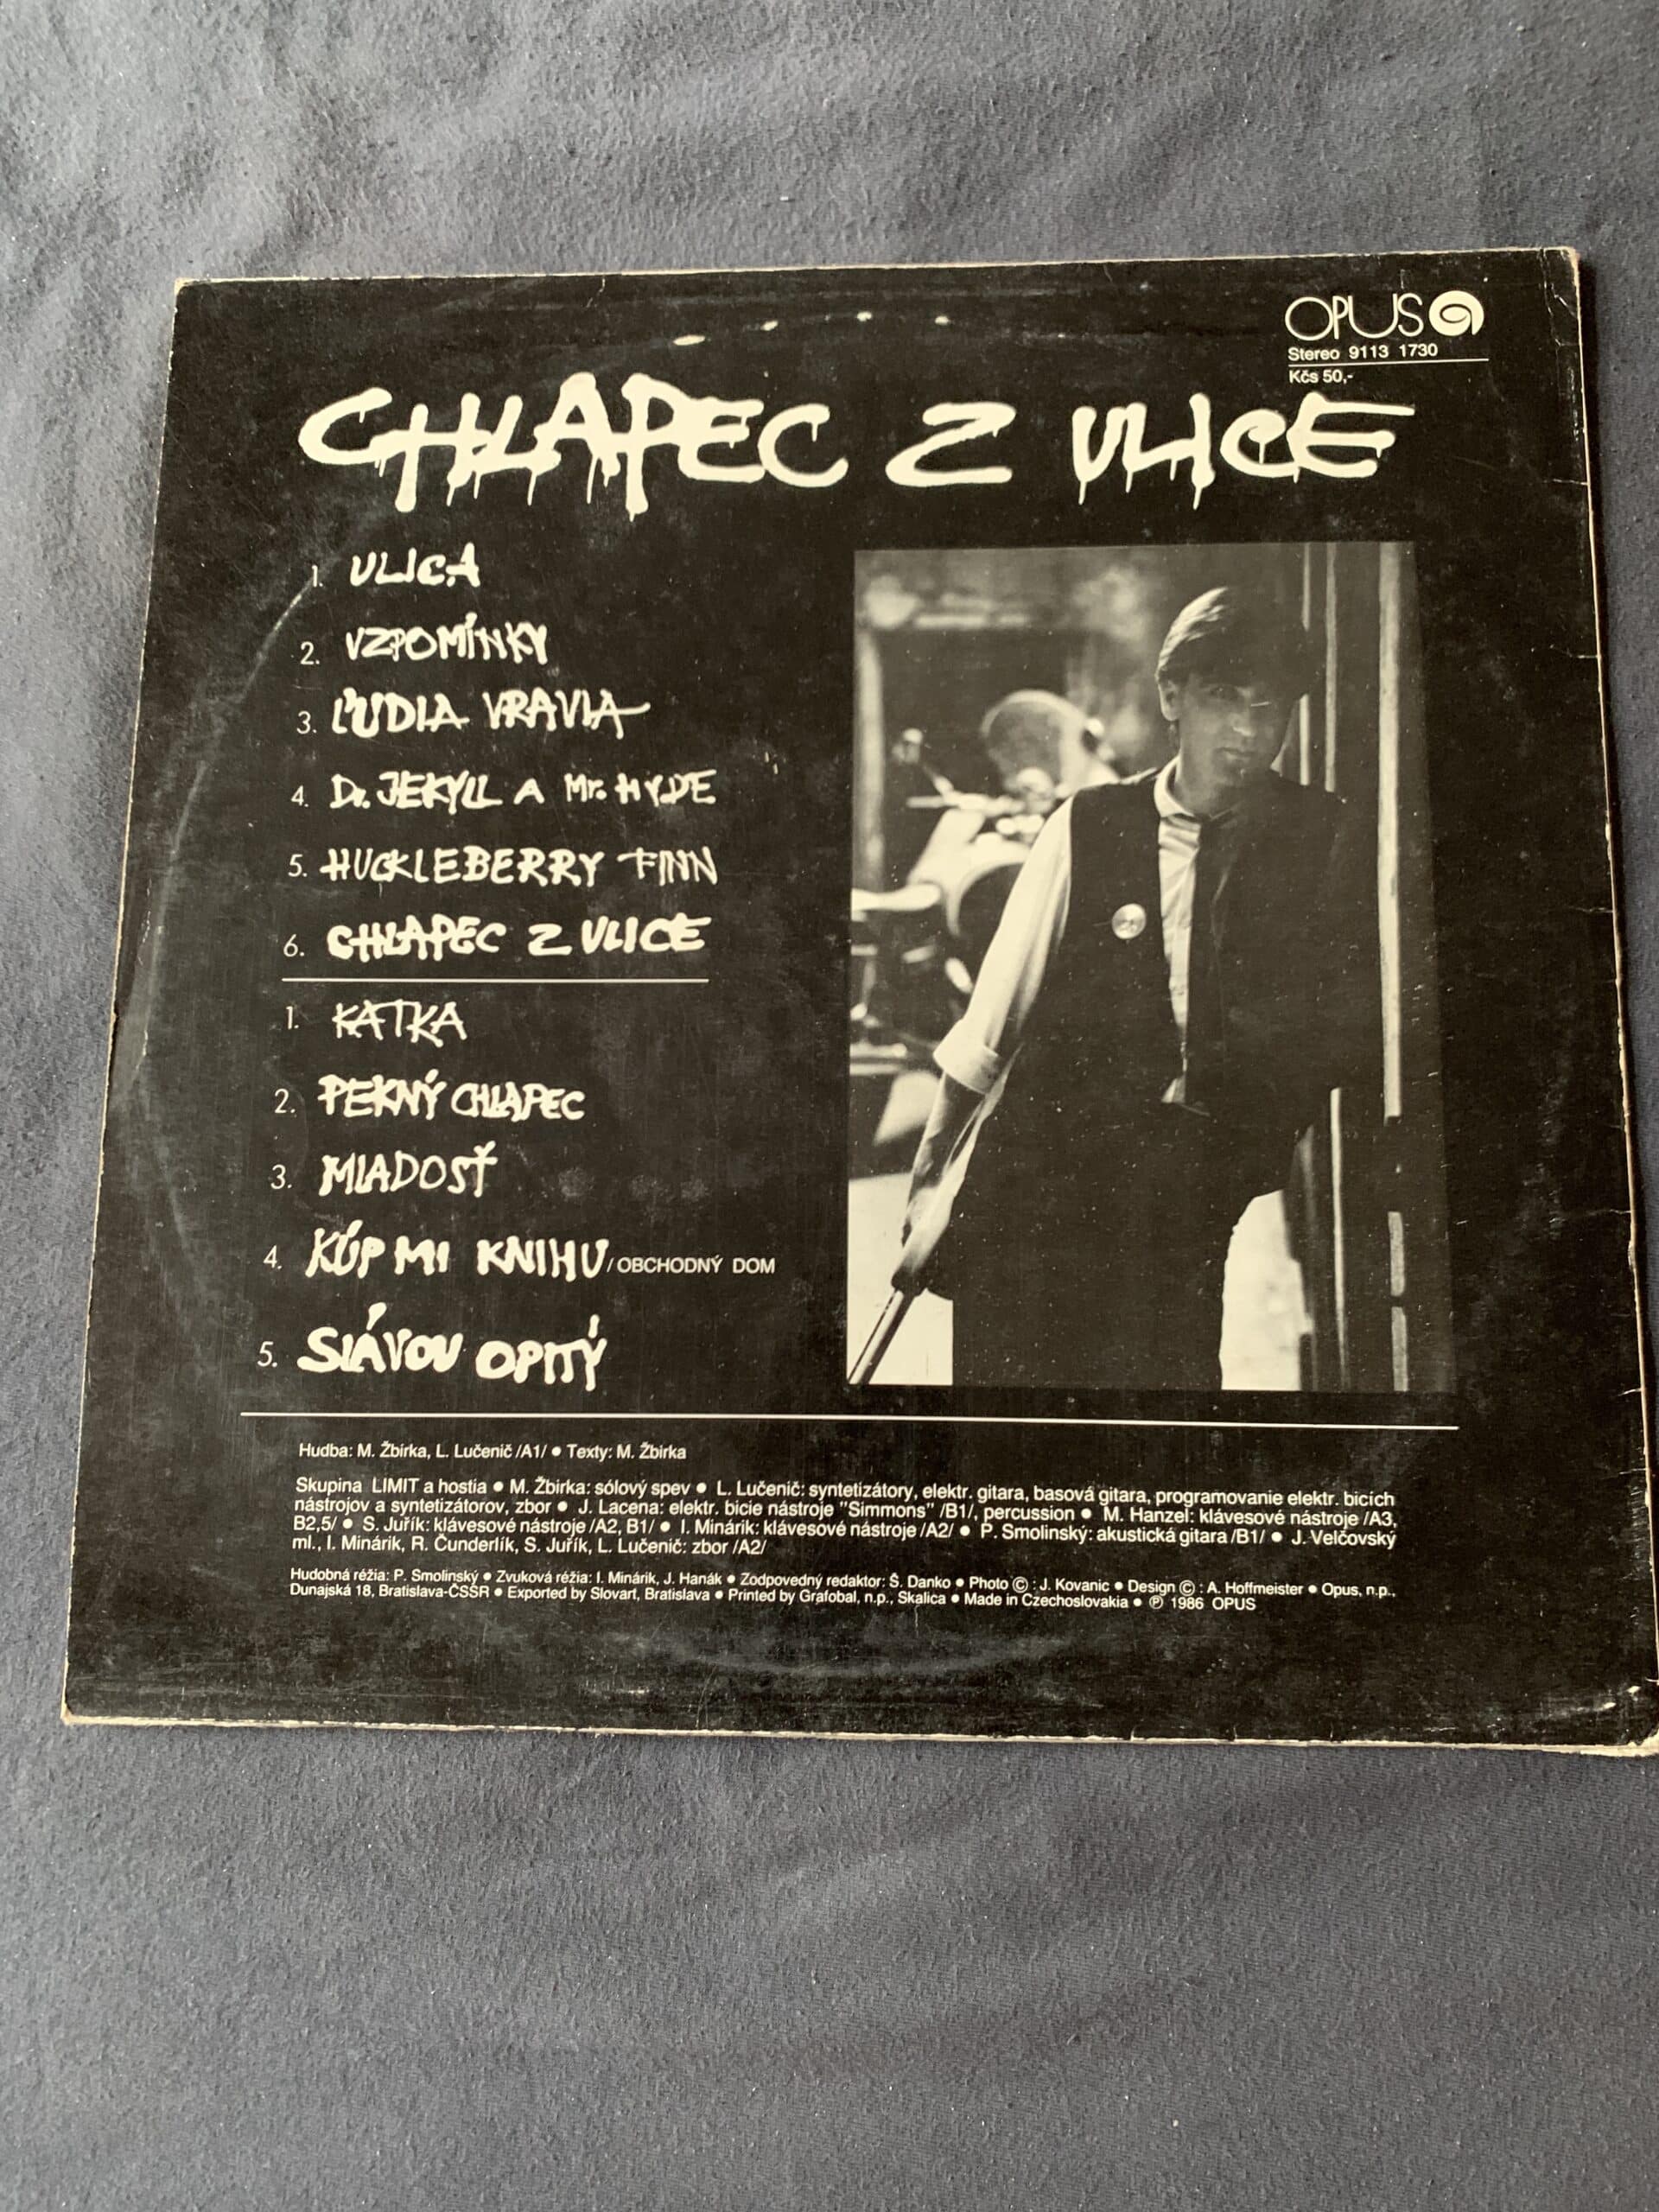 OPUS
Stereo 9113 1730
Kčs 50,-
CHLAPEC Z ULICE
1. ULICA
2. VZPOMÍNKY
3. ĽUDIA VRAVIA
4. Dr. JEKYLL A Mr. HYDE
5. HUCKLEBERRY FINN
6. CHLAPEC Z ULICE
1. KATKA
2. PEKNÝ CHLAPEC
3. MLADOSŤ
4. KÚP MI KNIHU / OBCHODNÝ DOM
5. SLÁVOU OPITÝ
Hudba: M. Žbirka, L. Lučenič /A1/ ● Texty: M. Žbirka
Skupina LIMIT a hostia ● M. Žbirka: sólový spev ● L. Lučenič: syntetizátory, elektr. gitara, basová gitara, programovanie elektr. bicích
nástrojov a syntetizátorov, zbor ● J. Lacena: elektr. bicie nástroje "Simmons" /B1/, percussion ● M. Hanzel: klávesové nástroje /A3,
B2,5/ ● S. Juřík: klávesové nástroje /A2, B1/ ● I. Minárik: klávesové nástroje /A2/ ● P. Smolinský: akustická gitara /B1/ ● J. Velčovský
ml., I. Minárik, R. Čunderlík, S. Juřík, L. Lučenič: zbor /A2/
Hudobná réžia: P. Smolinský ● Zvuková réžia: I. Minárik, J. Hanák ● Zodpovedný redaktor: Š. Danko ● Photo © : J. Kovanic ● Design © : A. Hoffmeister ● Opus, n.p.,
Dunajská 18, Bratislava-ČSSR ● Exported by Slovart, Bratislava ● Printed by Grafobal, n.p., Skalica ● Made in Czechoslovakia ● ℗ 1986 OPUS